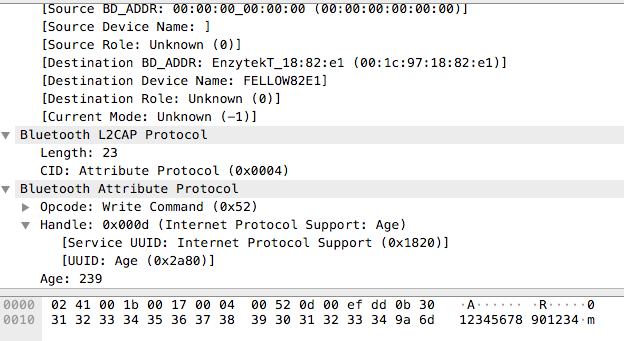 [Source BD_ADDR: 00:00:00_00:00:00 (00:00:00:00:00:00)]
[Source Device Name: ]
[Source Role: Unknown (0)]
[Destination BD_ADDR: EnzytekT_18:82:e1 (00:1c:97:18:82:e1)]
[Destination Device Name: FELLOW82E1]
[Destination Role: Unknown (0)]
[Current Mode: Unknown (-1)]
Bluetooth L2CAP Protocol
Length: 23
CID: Attribute Protocol (0x0004)
Bluetooth Attribute Protocol
Opcode: Write Command (0x52)
Handle: 0x000d (Internet Protocol Support: Age)
[Service UUID: Internet Protocol Support (0x1820)]
[UUID: Age (0x2a80)]
Age: 239
0000 02 41 00 1b 00 17 00 04 00 52 0d 00 ef dd 0b 30 ·A······ ·R·····0
0010 31 32 33 34 35 36 37 38 39 30 31 32 33 34 9a 6d 12345678 901234·m